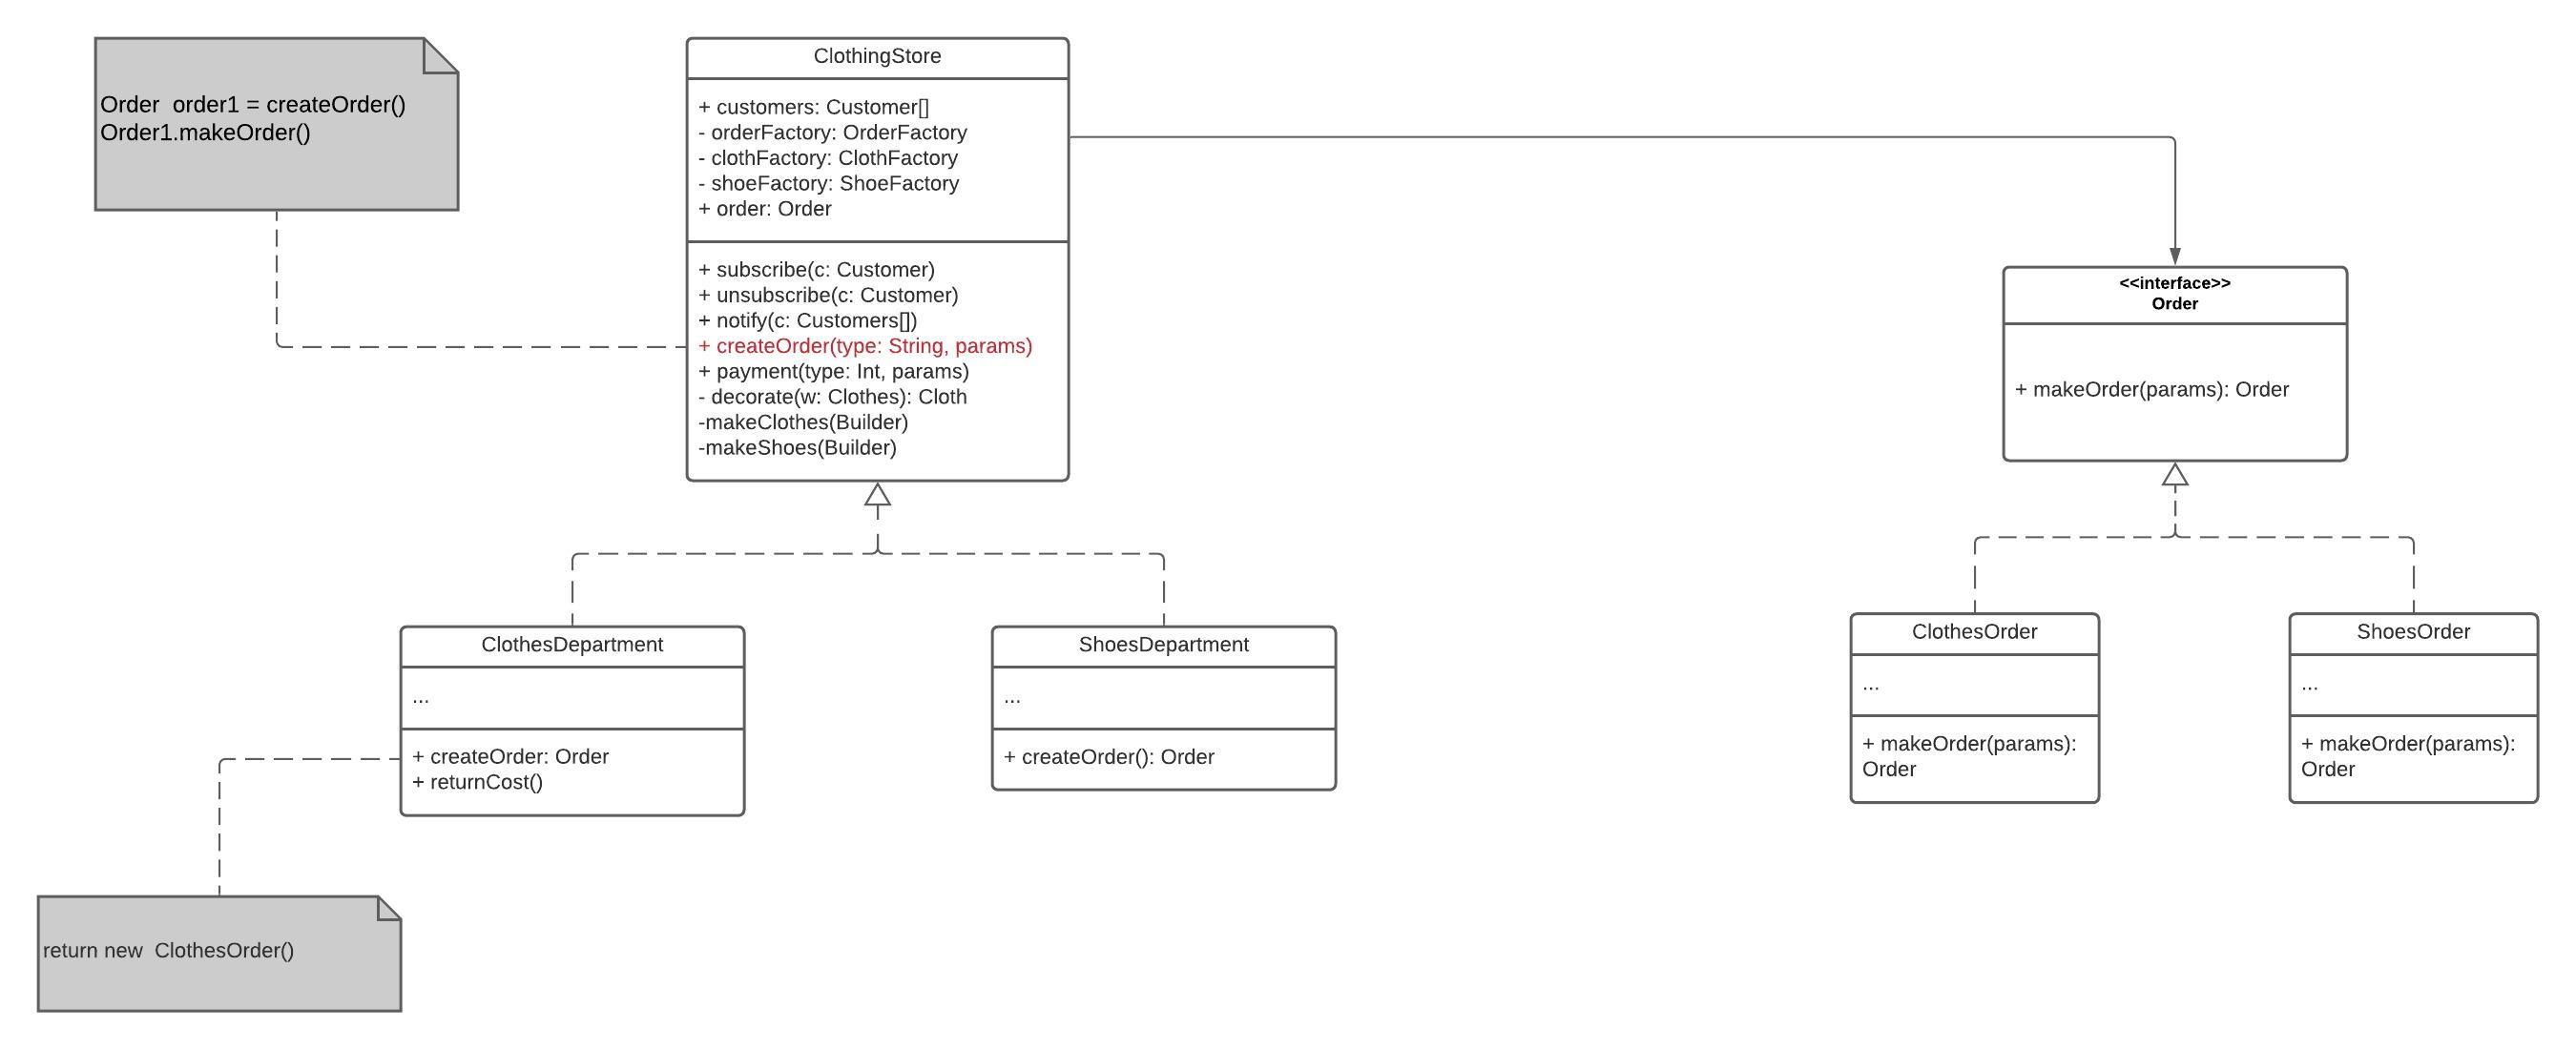 Order  order1 = createOrder()
Order1.makeOrder()
ClothingStore
+ customers: Customer[]
- orderFactory: OrderFactory
- clothFactory: ClothFactory
- shoeFactory: ShoeFactory
+ order: Order
+ subscribe(c: Customer)
+ unsubscribe(c: Customer)
+ notify(c: Customers[])
+ createOrder(type: String, params)
+ payment(type: Int, params)
- decorate(w: Clothes): Cloth
-makeClothes(Builder)
-makeShoes(Builder)
<<interface>>
Order
+ makeOrder(params): Order
ClothesDepartment
...
+ createOrder: Order
+ returnCost()
ShoesDepartment
...
+ createOrder(): Order
ClothesOrder
...
+ makeOrder(params):
Order
ShoesOrder
...
+ makeOrder(params):
Order
return new  ClothesOrder()